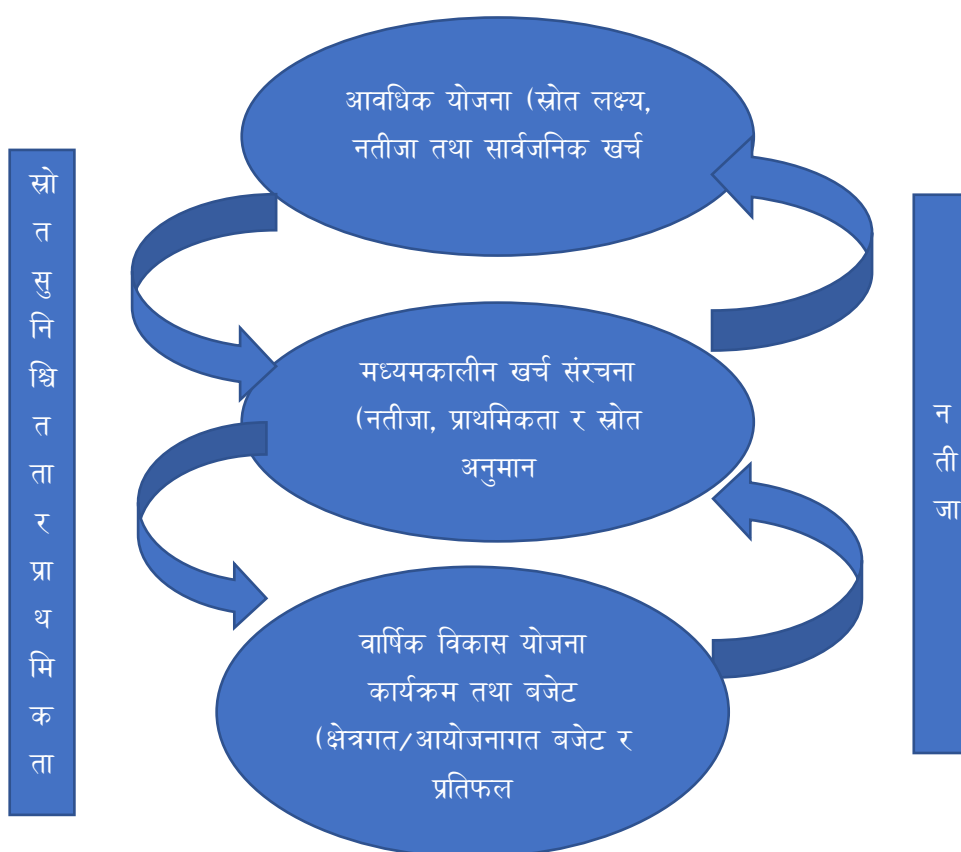 आवधिक योजना (स्रोत लक्ष्य,
नतीजा तथा सार्वजनिक खर्च
स्रो
त
सु
नि
श्चि
त
ता
र
प्रा
थ
मि
क
ता
मध्यमकालीन खर्च संरचना
(नतीजा, प्राथमिकता र स्रोत
अनुमान
न
ती
जा
वार्षिक विकास योजना
कार्यक्रम तथा बजेट
(क्षेत्रगत/आयोजनागत बजेट र
प्रतिफल